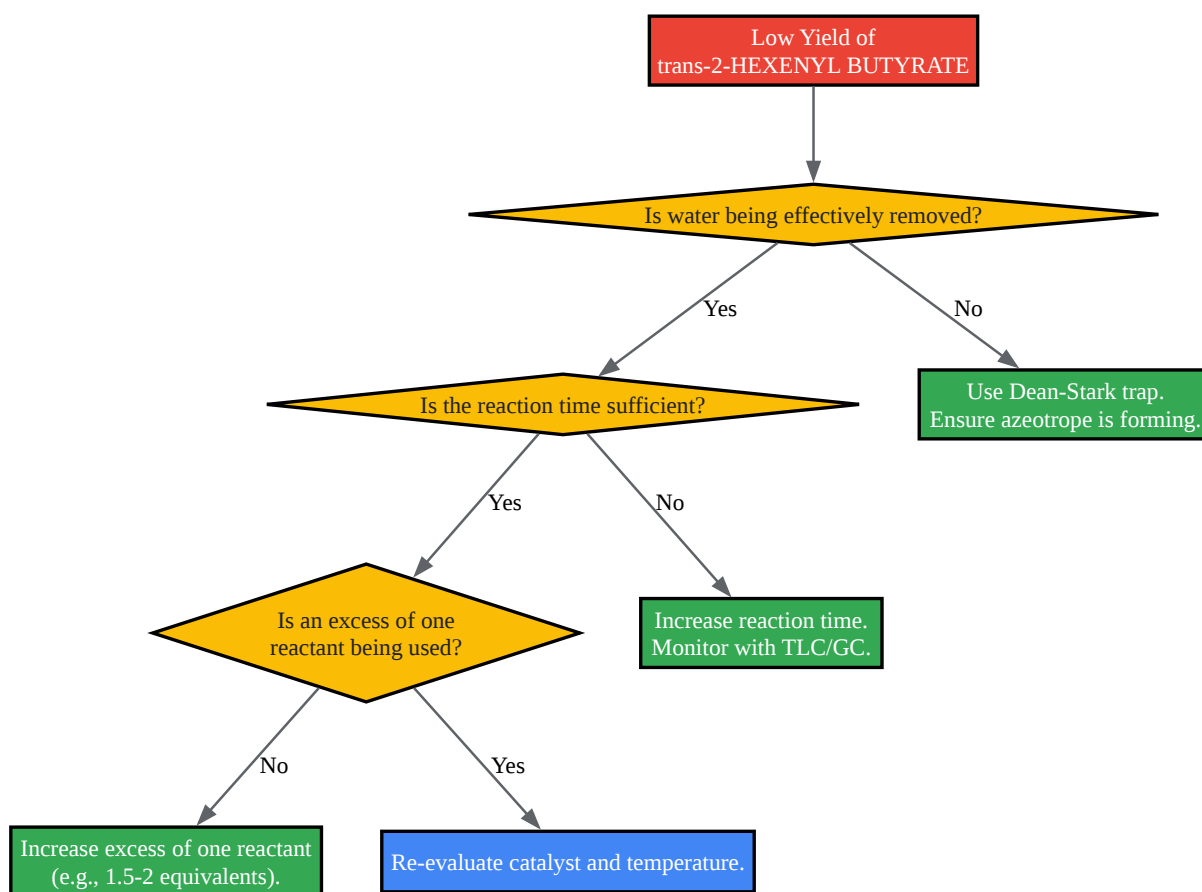 Low Yield of
trans-2-HEXENYL BUTYRATE
Is water being effectively removed?
Yes
No
Use Dean-Stark trap.
Ensure azeotrope is forming.
Is the reaction time sufficient?
Yes
No
Increase reaction time.
Monitor with TLC/GC.
Is an excess of one
reactant being used?
No
Yes
Increase excess of one reactant
(e.g., 1.5-2 equivalents).
Re-evaluate catalyst and temperature.